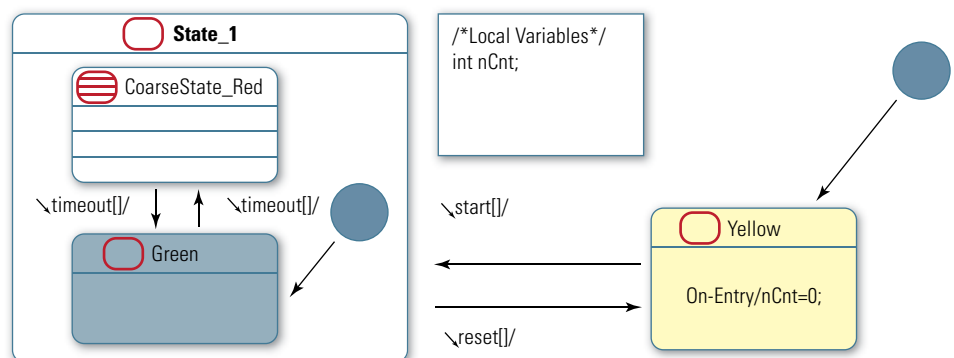 State_1
CoarseState_Red
timeout[]/
timeout[]/
Green
/*Local Variables*/
int nCnt;
start[]/
reset[]/
Yellow
On-Entry/nCnt=0;